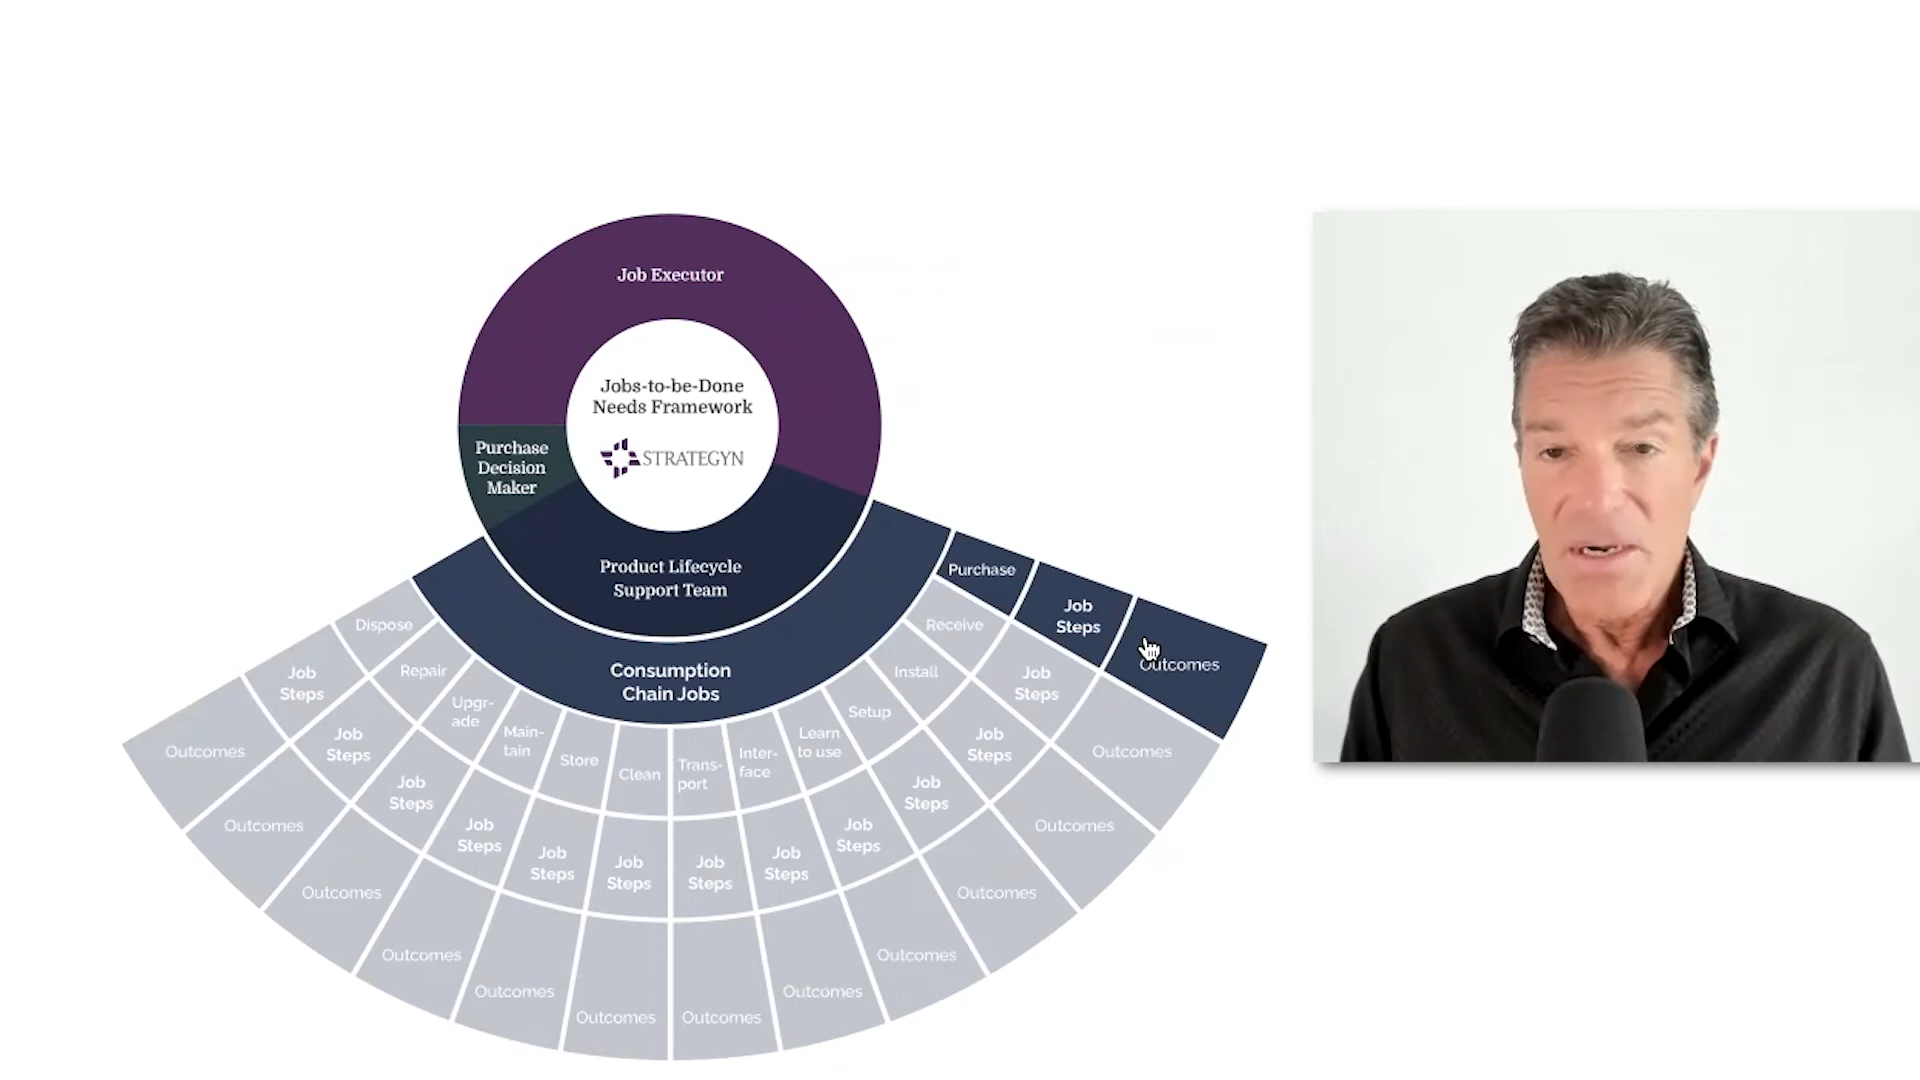 Job Executor
Jobs-to-be-Done
Needs Framework
STRATEGYN
Purchase
Decision
Maker
Product Lifecycle
Support Team
Consumption
Chain Jobs
Purchase
Job
Steps
Outcomes
Receive
Job
Steps
Outcomes
Install
Job
Steps
Outcomes
Setup
Job
Steps
Outcomes
Learn
to use
Job
Steps
Outcomes
Inter-
face
Job
Steps
Outcomes
Trans-
port
Job
Steps
Outcomes
Clean
Job
Steps
Outcomes
Store
Job
Steps
Outcomes
Main-
tain
Job
Steps
Outcomes
Upgr-
ade
Job
Steps
Outcomes
Repair
Job
Steps
Outcomes
Dispose
Job
Steps
Outcomes